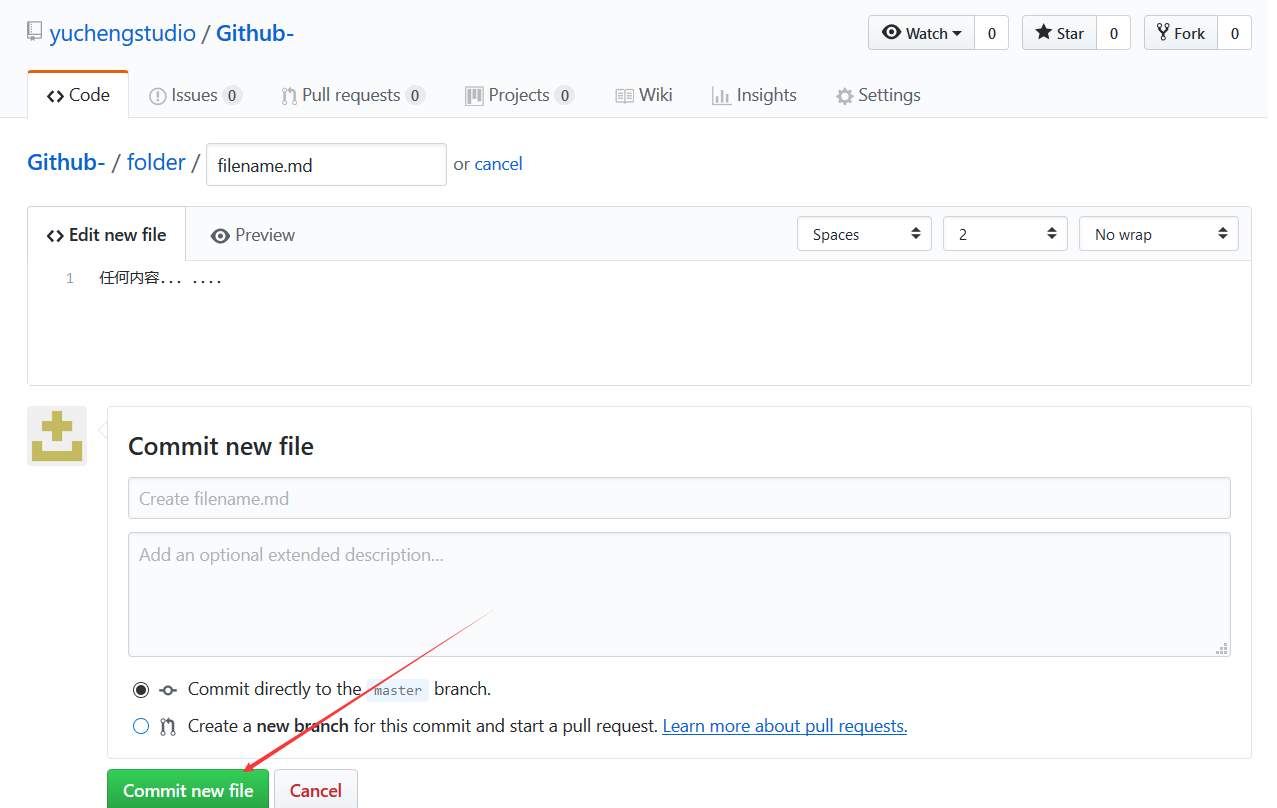 yuchengstudio / Github-
Watch 0 Star 0 Fork 0
Code Issues 0 Pull requests 0 Projects 0 Wiki Insights Settings
Github- / folder / filename.md or cancel
Edit new file Preview Spaces 2 No wrap
1 任何内容... ....
Commit new file
Create filename.md
Add an optional extended description...
Commit directly to the master branch.
Create a new branch for this commit and start a pull request. Learn more about pull requests.
Commit new file Cancel